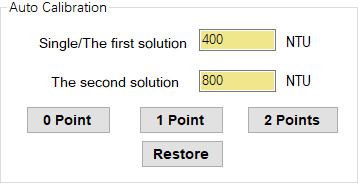 Auto Calibration
Single/The first solution 400 NTU
The second solution 800 NTU
0 Point 1 Point 2 Points
Restore